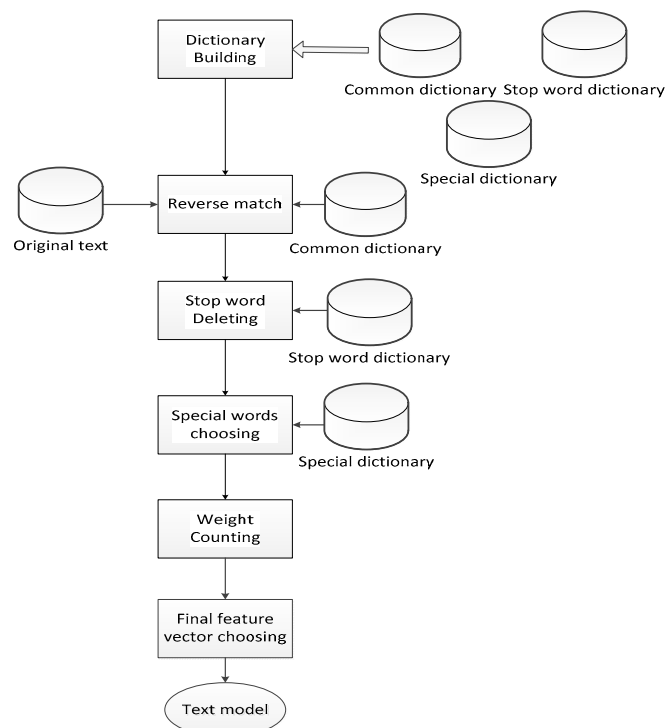 Dictionary
Building
Common dictionary Stop word dictionary
Special dictionary
Original text
Reverse match
Common dictionary
Stop word
Deleting
Stop word dictionary
Special words
choosing
Special dictionary
Weight
Counting
Final feature
vector choosing
Text model